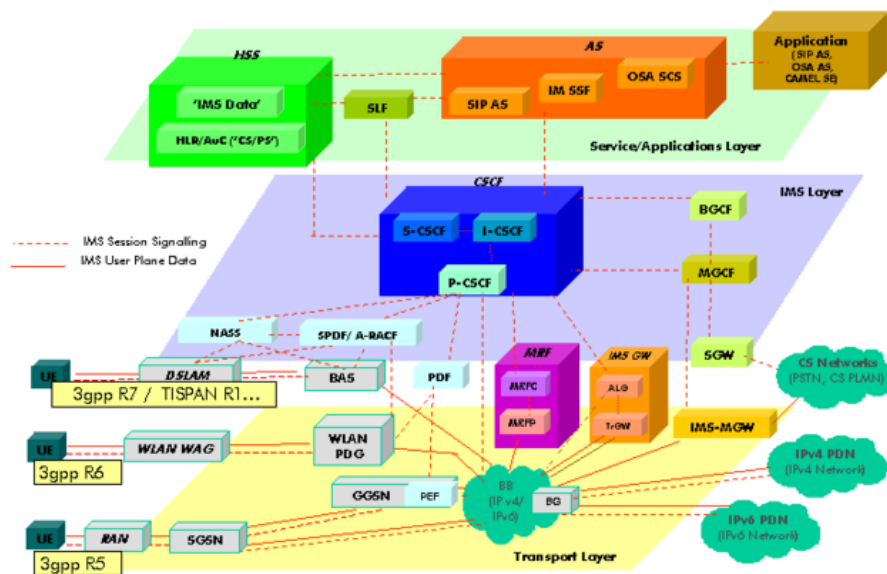 HSS
AS
Application
(SIP AS,
OSA AS,
CAMEL SE)
OSA SCS
IM SSF
'IMS Data'
SLF
SIP AS
HLR/AuC ('CS/PS')
Service/Applications Layer
CSCF
IMS Layer
BGCF
S-CSCF
I-CSCF
IMS Session Signalling
IMS User Plane Data
P-CSCF
MGCF
NASS
SPDF/ A-RACF
MRF
IMS GW
SGW
CS Networks
(PSTN, CS PLMN)
UE
DSLAM
BAS
PDF
MRFC
ALG
3gpp R7 / TISPAN R1...
MRFP
TrGW
IMS-MGW
UE
WLAN WAG
WLAN
PDG
3gpp R6
IPv4 PDN
(IPv4 Network)
GGSN
PEF
BB
(IP v4/
IPv6)
BG
IPv6 PDN
(IPv6 Network)
UE
RAN
SGSN
3gpp R5
Transport Layer